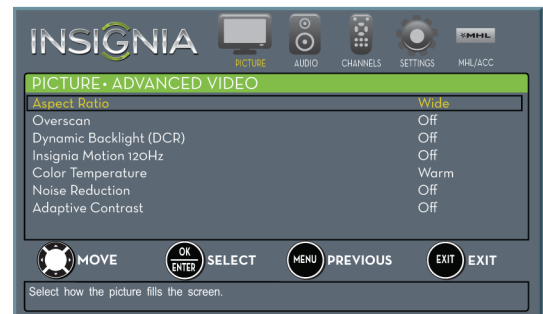 INSIGNIA
PICTURE AUDIO CHANNELS SETTINGS MHL MHL/ACC
PICTURE• ADVANCED VIDEO
Aspect Ratio Wide
Overscan Off
Dynamic Backlight (DCR) Off
Insignia Motion 120Hz Off
Color Temperature Warm
Noise Reduction Off
Adaptive Contrast Off
MOVE OK ENTER SELECT MENU PREVIOUS EXIT EXIT
Select how the picture fills the screen.